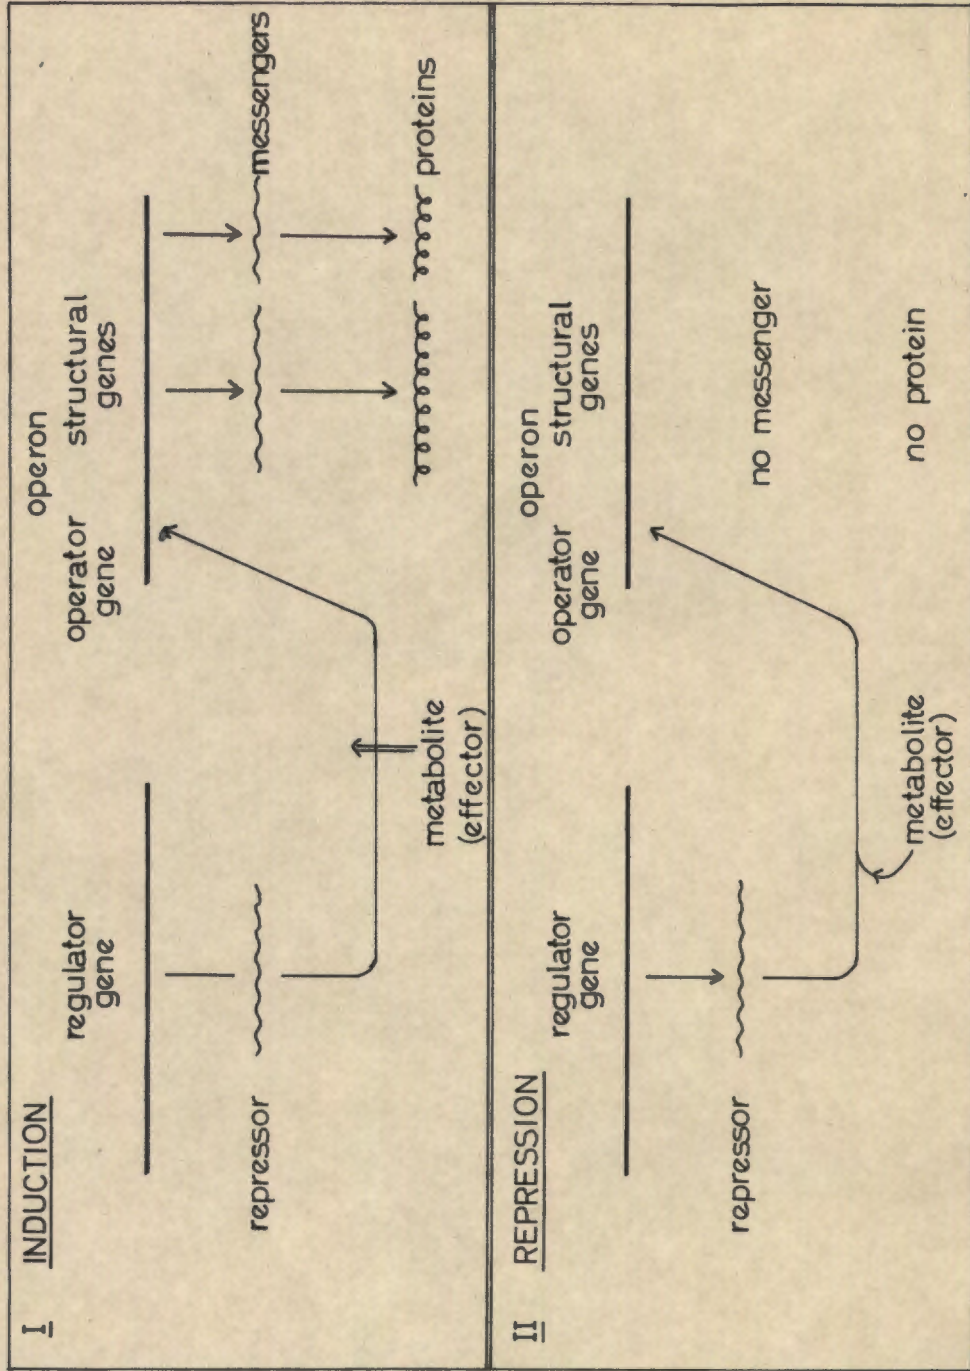 I INDUCTION
operon
regulator
gene
operator
gene
structural
genes
repressor
messengers
metabolite
(effector)
proteins
II REPRESSION
operon
regulator
gene
operator
gene
structural
genes
repressor
no messenger
metabolite
(effector)
no protein